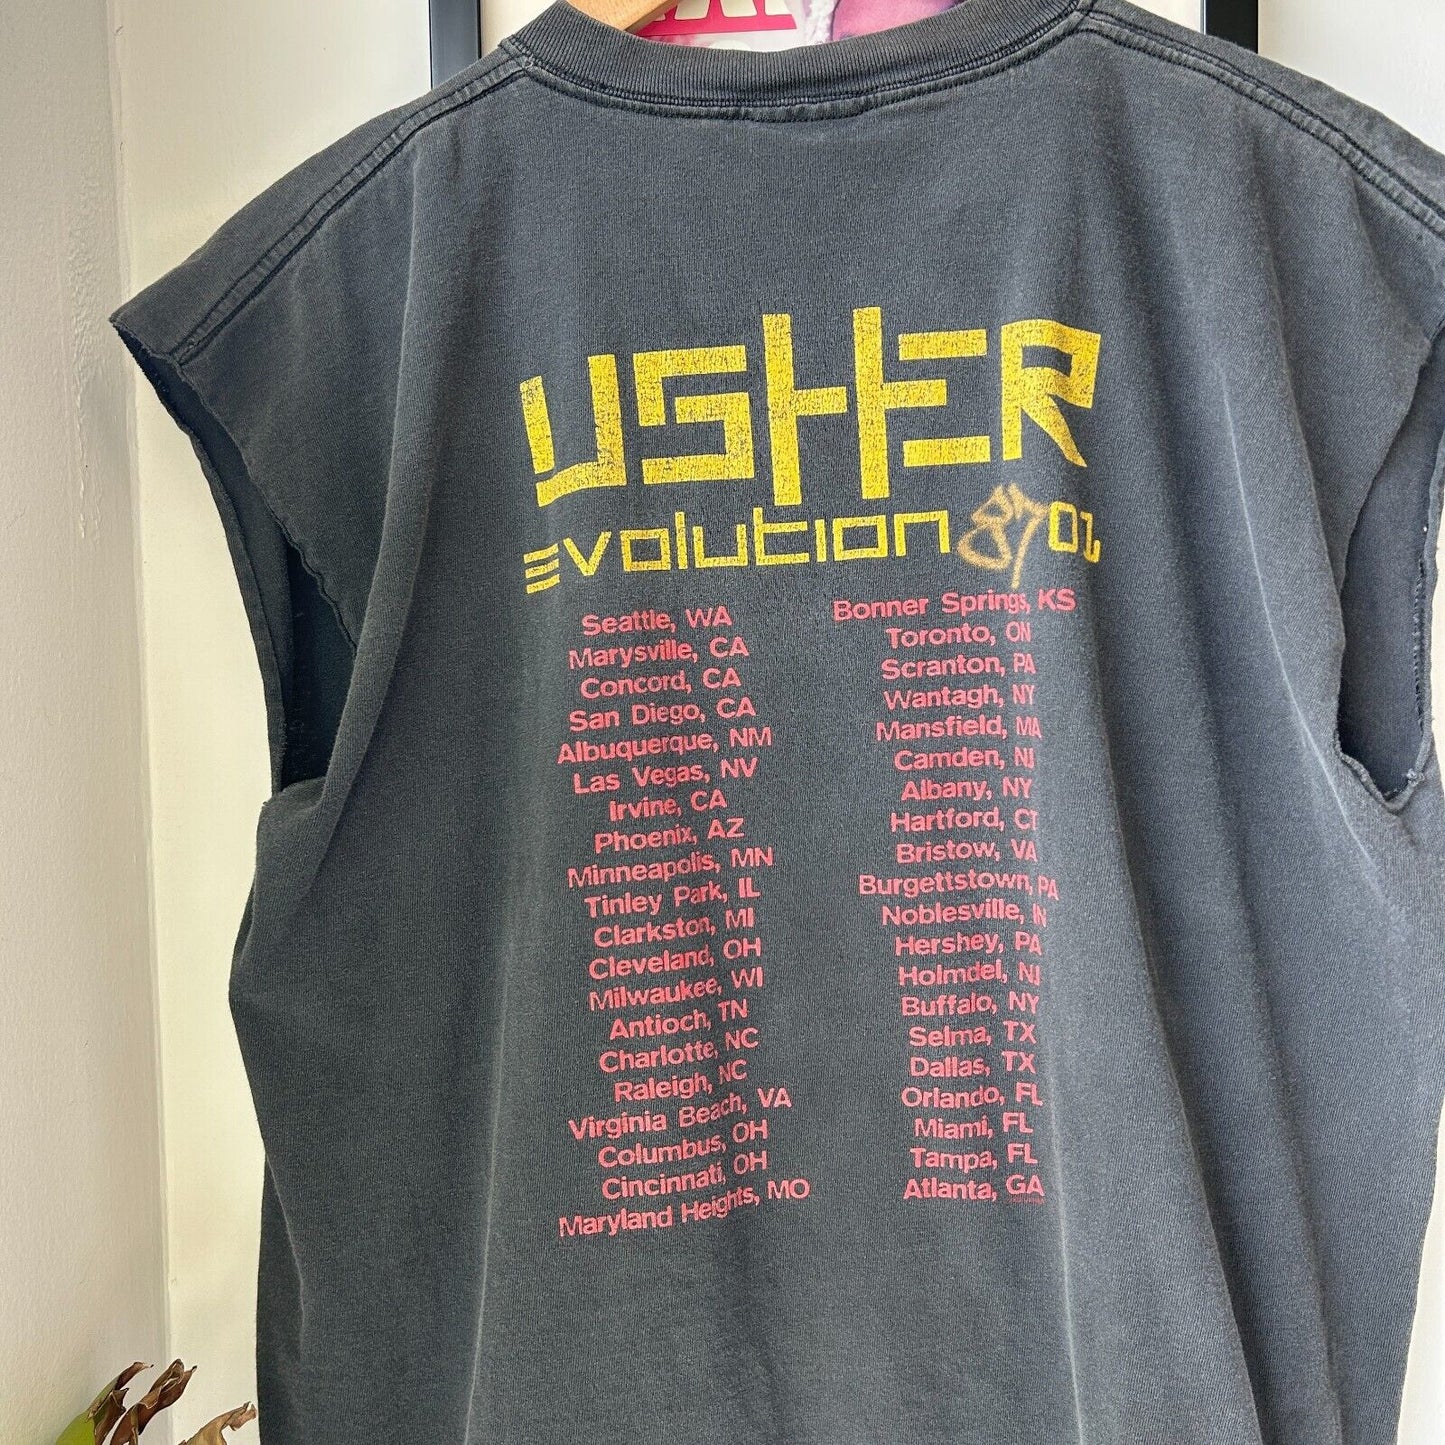 USHER
Evolution 8701
Seattle, WA
Marysville, CA
Concord, CA
San Diego, CA
Albuquerque, NM
Las Vegas, NV
Irvine, CA
Phoenix, AZ
Minneapolis, MN
Tinley Park, IL
Clarkston, MI
Cleveland, OH
Milwaukee, WI
Antioch, TN
Charlotte, NC
Raleigh, NC
Virginia Beach, VA
Columbus, OH
Cincinnati, OH
Maryland Heights, MO
Bonner Springs, KS
Toronto, ON
Scranton, PA
Wantagh, NY
Mansfield, MA
Camden, NJ
Albany, NY
Hartford, CT
Bristow, VA
Burgettstown, PA
Noblesville, IN
Hershey, PA
Holmdel, NJ
Buffalo, NY
Selma, TX
Dallas, TX
Orlando, FL
Miami, FL
Tampa, FL
Atlanta, GA